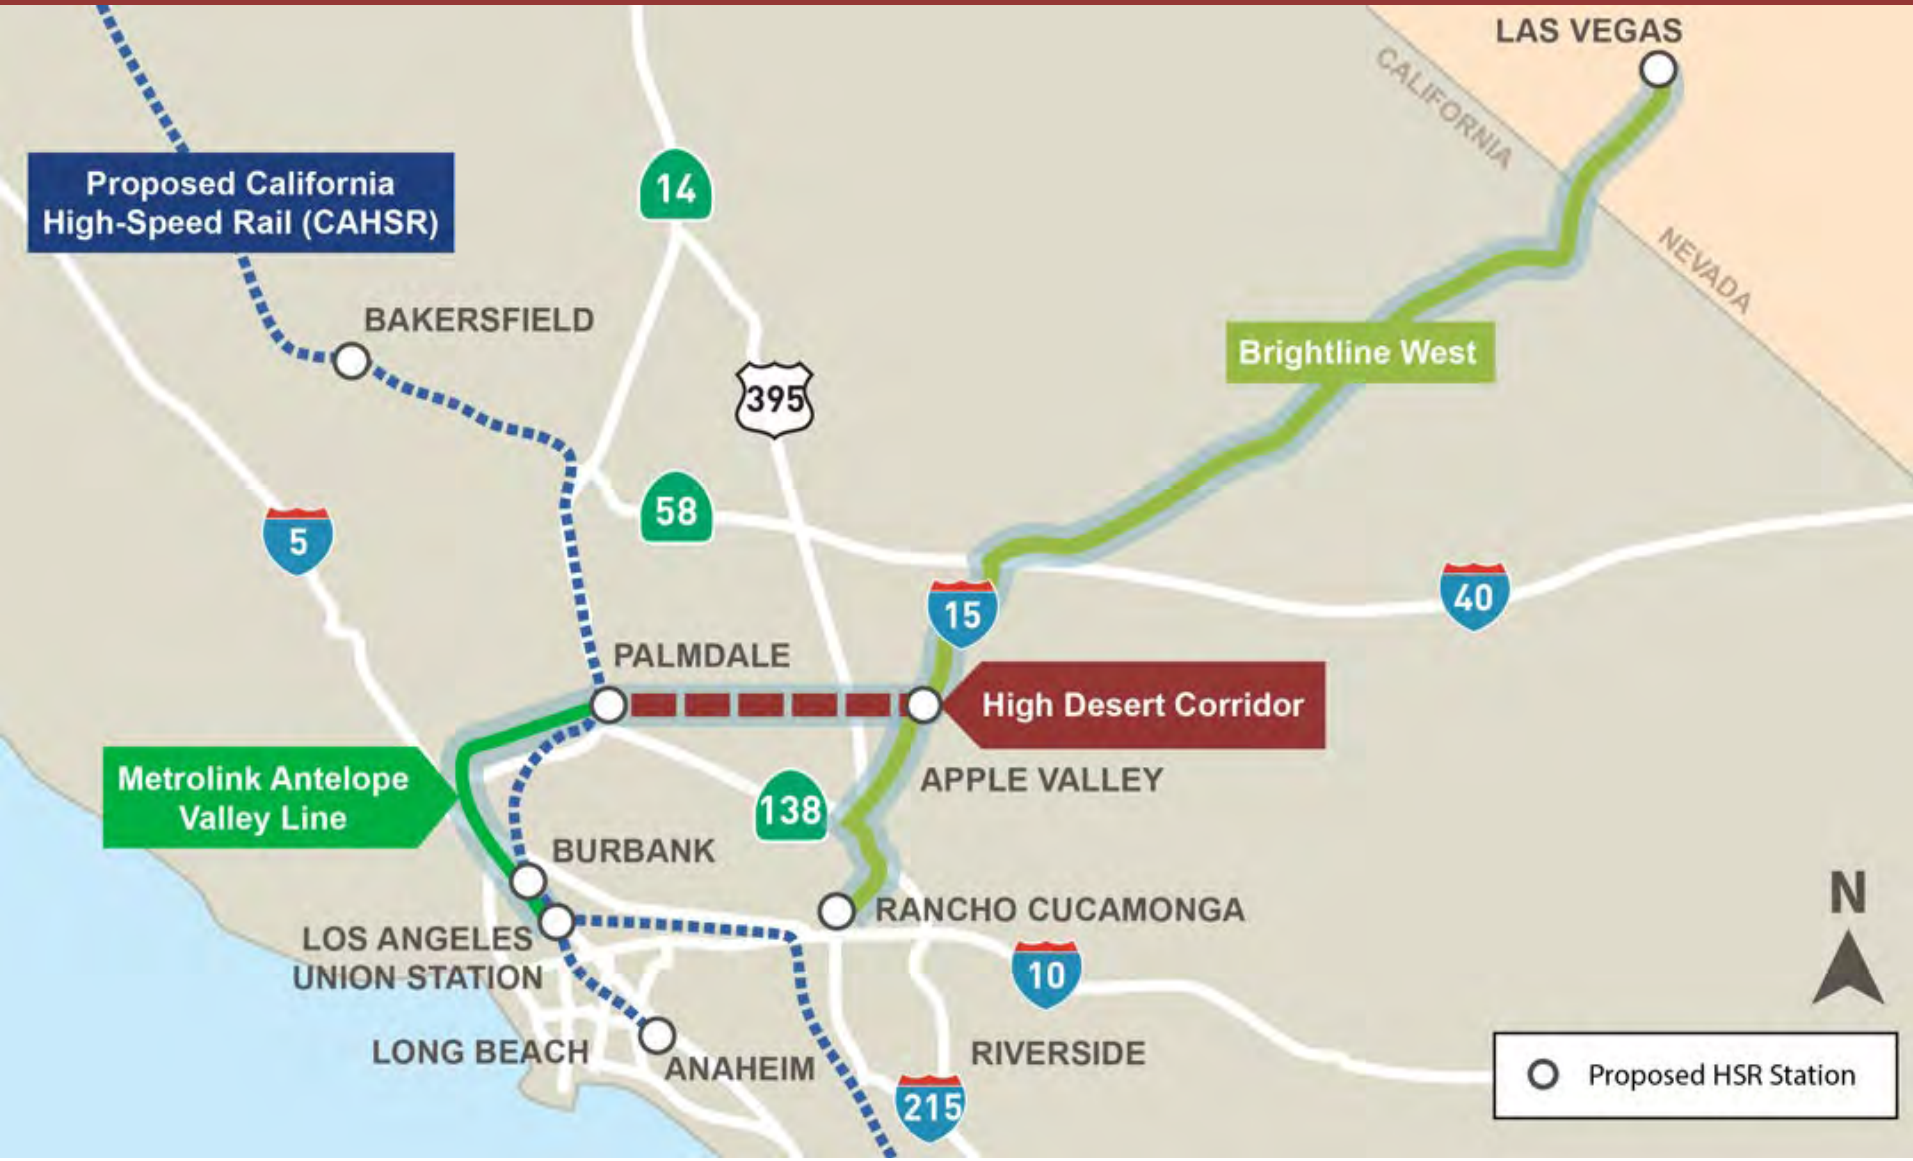 LAS VEGAS
CALIFORNIA
NEVADA
Proposed California
High-Speed Rail (CAHSR)
14
BAKERSFIELD
395
Brightline West
58
5
15
40
PALMDALE
High Desert Corridor
Metrolink Antelope
Valley Line
138
APPLE VALLEY
BURBANK
RANCHO CUCAMONGA
LOS ANGELES
UNION STATION
10
N
LONG BEACH
ANAHEIM
RIVERSIDE
215
Proposed HSR Station